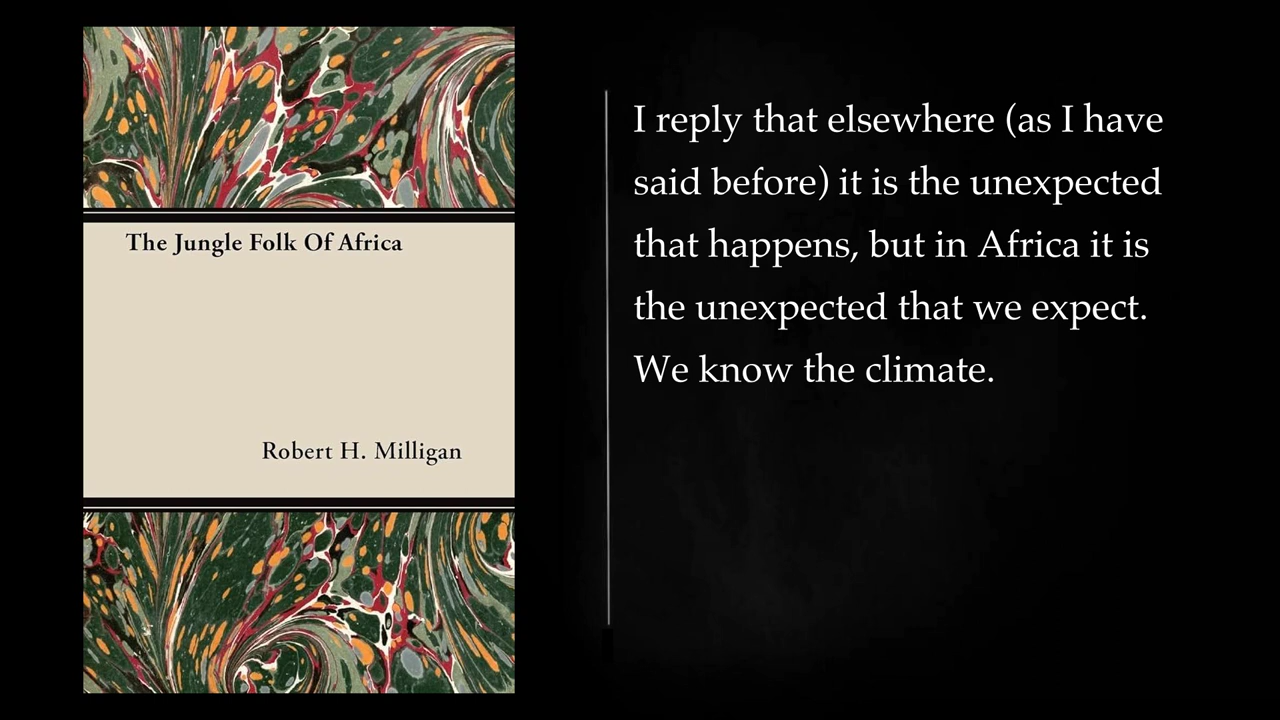 The Jungle Folk Of Africa
Robert H. Milligan
I reply that elsewhere (as I have
said before) it is the unexpected
that happens, but in Africa it is
the unexpected that we expect.
We know the climate.